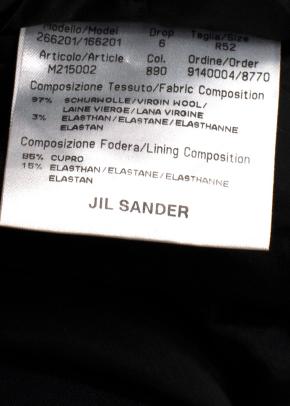 Modello/Model Drop Taglia/Size
266201/166201 6 R52
Articolo/Article Col. Ordine/Order
M215002 890 9140004/8770
Composizione Tessuto/Fabric Composition
97% SCHURWOLLE/VIRGIN WOOL/
LAINE VIERGE/LANA VIRGINE
3% ELASTHAN/ELASTANE/ELASTHANNE
ELASTAN
Composizione Fodera/Lining Composition
85% CUPRO
15% ELASTHAN/ELASTANE/ELASTHANNE
ELASTAN
JIL SANDER